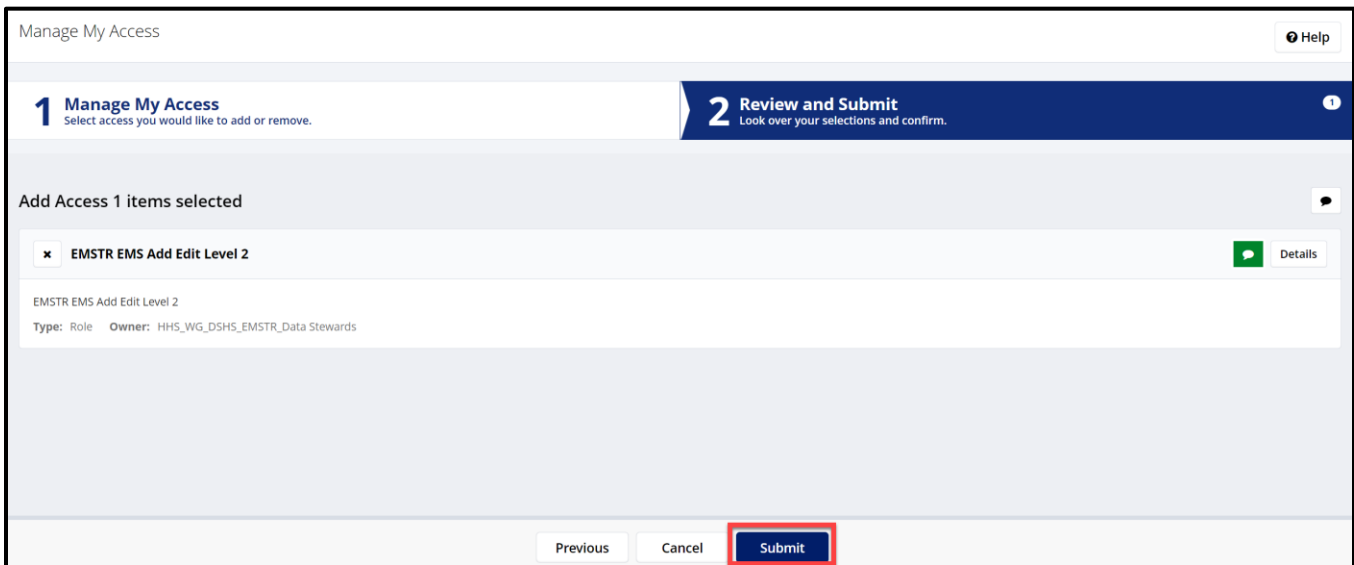 Manage My Access
Help
1 Manage My Access
Select access you would like to add or remove.
2 Review and Submit
Look over your selections and confirm.
1
Add Access 1 items selected
EMSTR EMS Add Edit Level 2
Details
EMSTR EMS Add Edit Level 2
Type: Role Owner: HHS_WG_DSHS_EMSTR_Data Stewards
Previous Cancel Submit